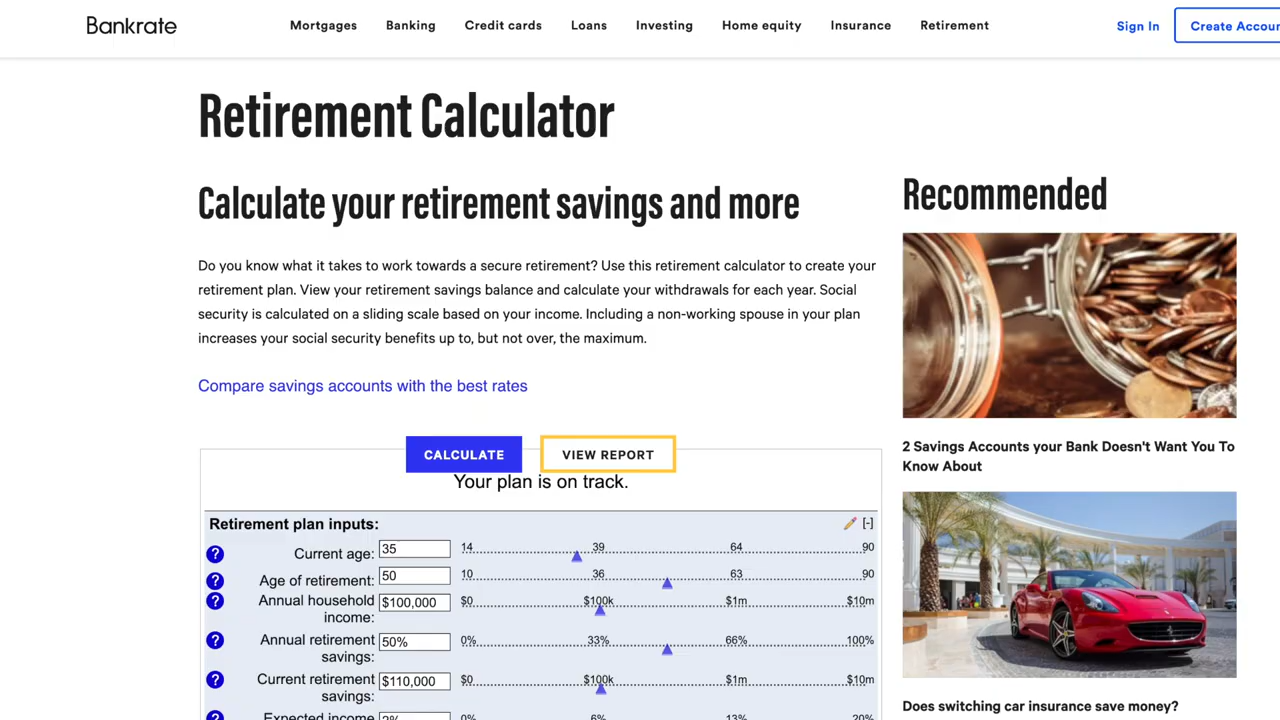 Bankrate
Mortgages Banking Credit cards Loans Investing Home equity Insurance Retirement
Sign In
Retirement Calculator
Calculate your retirement savings and more
Do you know what it takes to work towards a secure retirement? Use this retirement calculator to create your
retirement plan. View your retirement savings balance and calculate your withdrawals for each year. Social
security is calculated on a sliding scale based on your income. Including a non-working spouse in your plan
increases your social security benefits up to, but not over, the maximum.
Compare savings accounts with the best rates
CALCULATE
VIEW REPORT
Your plan is on track.
Retirement plan inputs: [-]
? Current age: 35 14 39 64 90
? Age of retirement: 50 10 36 63 90
? Annual household $100,000 $0 $100k $1m $10m
income:
? Annual retirement 50% 0% 33% 66% 100%
savings:
? Current retirement $110,000 $0 $100k $1m $10m
savings:
Expected income 0% 6% 13% 20%
Recommended
2 Savings Accounts your Bank Doesn't Want You To
Know About
Does switching car insurance save money?